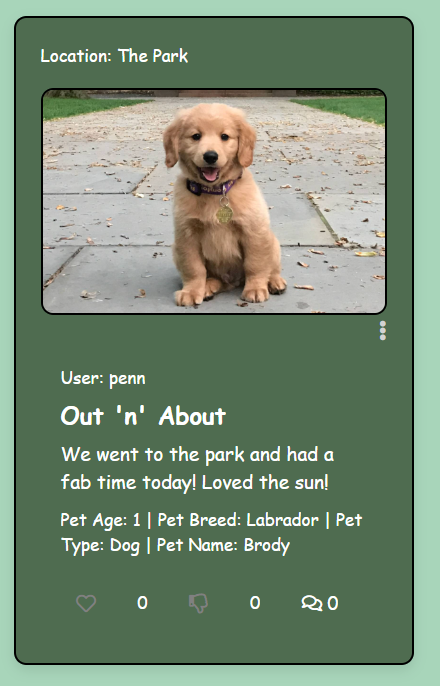 Location: The Park
User: penn
Out 'n' About
We went to the park and had a
fab time today! Loved the sun!
Pet Age: 1 | Pet Breed: Labrador | Pet
Type: Dog | Pet Name: Brody
0 0 0